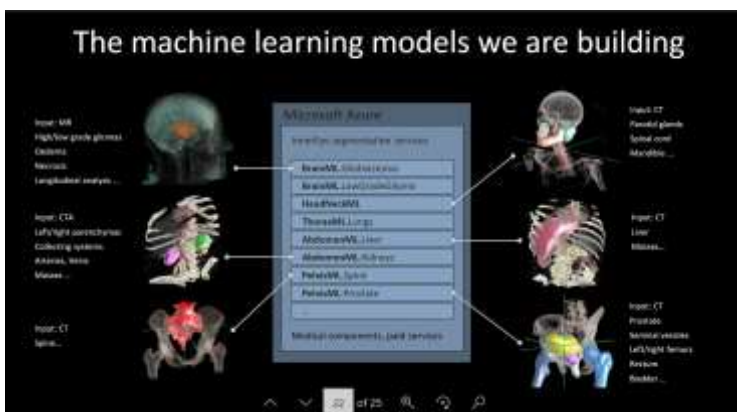 The machine learning models we are building
Input: MR
High/low grade gliomas
Oedema
Necrosis
Longitudinal analysis ...
Input: CTA
Left/right parenchymas
Collecting systems
Arteries, Veins
Masses ...
Input: CT
Spine...
Microsoft Azure
InnerEye segmentation services
BrainML.Glioblastomas
BrainML.LowGradeGlioma
HeadNeckML
ThoraxML.Lungs
AbdomenML.Liver
AbdomenML.Kidneys
PelvisML.Spine
PelvisML.Prostate
...
Medical components, paid services
Input: CT
Parotid glands
Spinal cord
Mandible ...
Input: CT
Liver
Masses...
Input: CT
Prostate
Seminal vesicles
Left/right femurs
Rectum
Bladder...
22 of 25